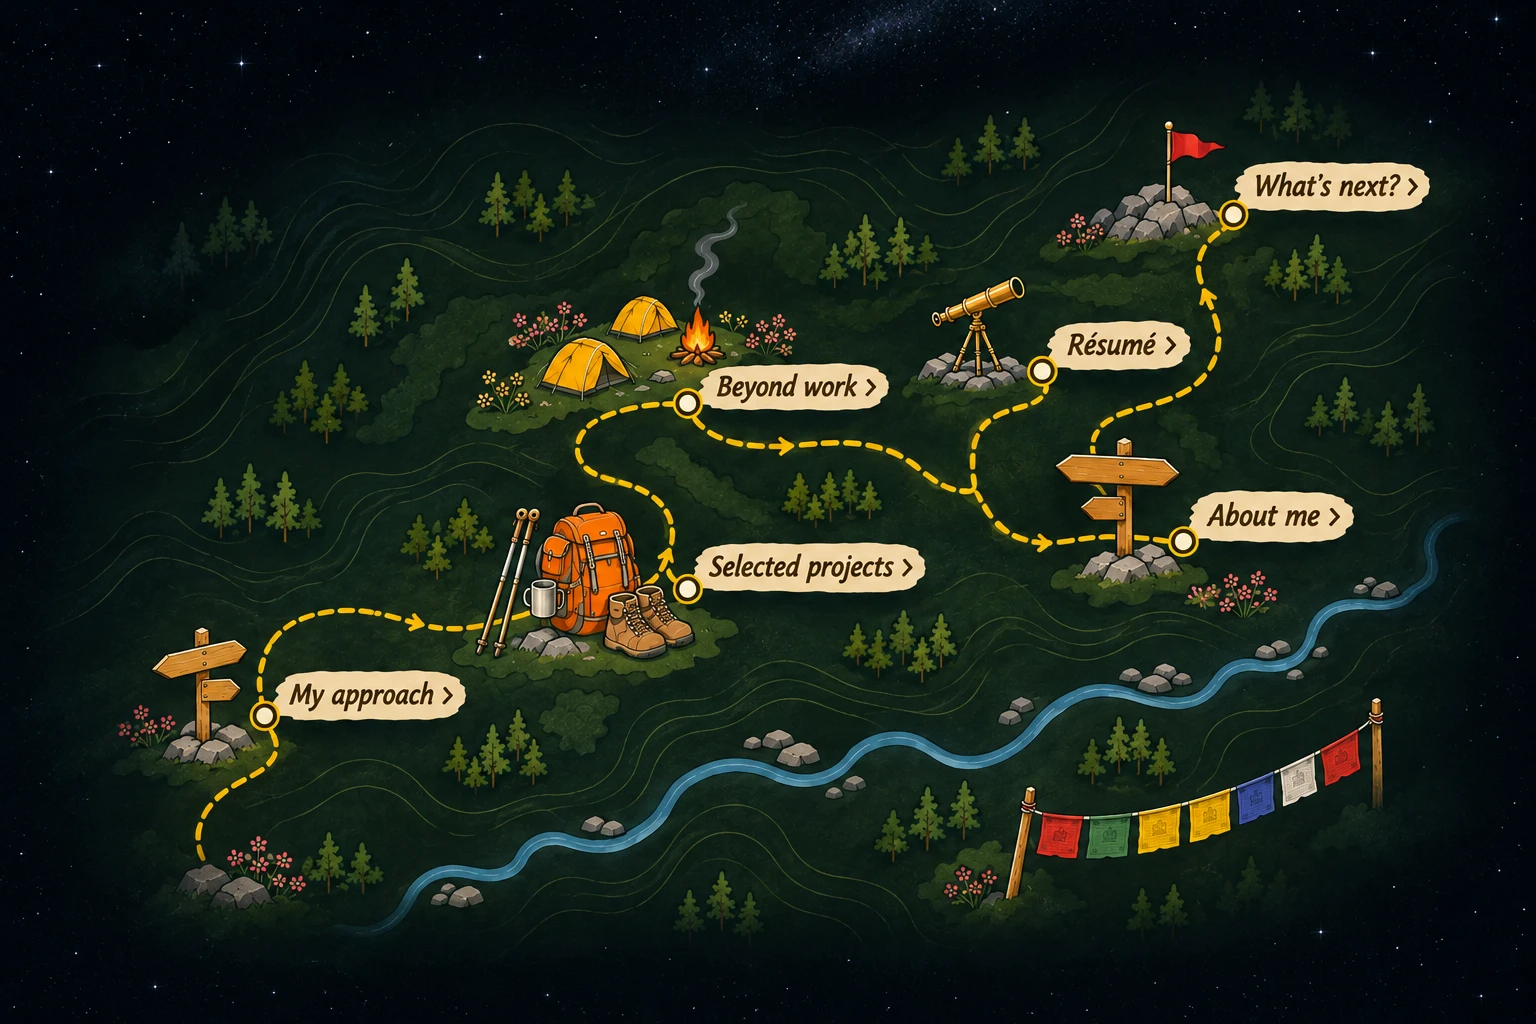 What's next? >
Résumé >
Beyond work >
About me >
Selected projects >
My approach >